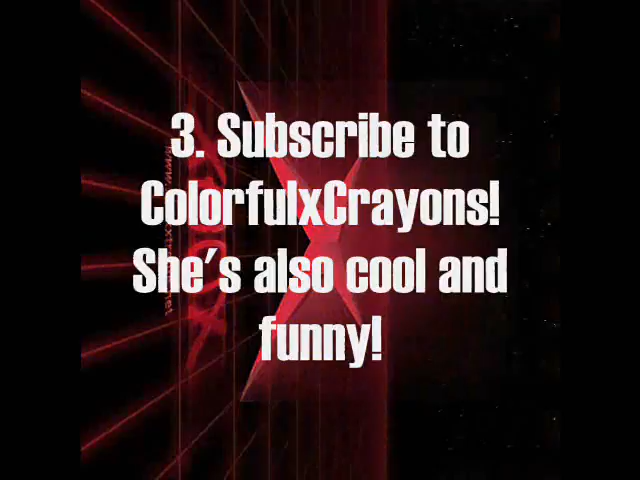 3. Subscribe to
ColorfulxCrayons!
She's also cool and
funny!